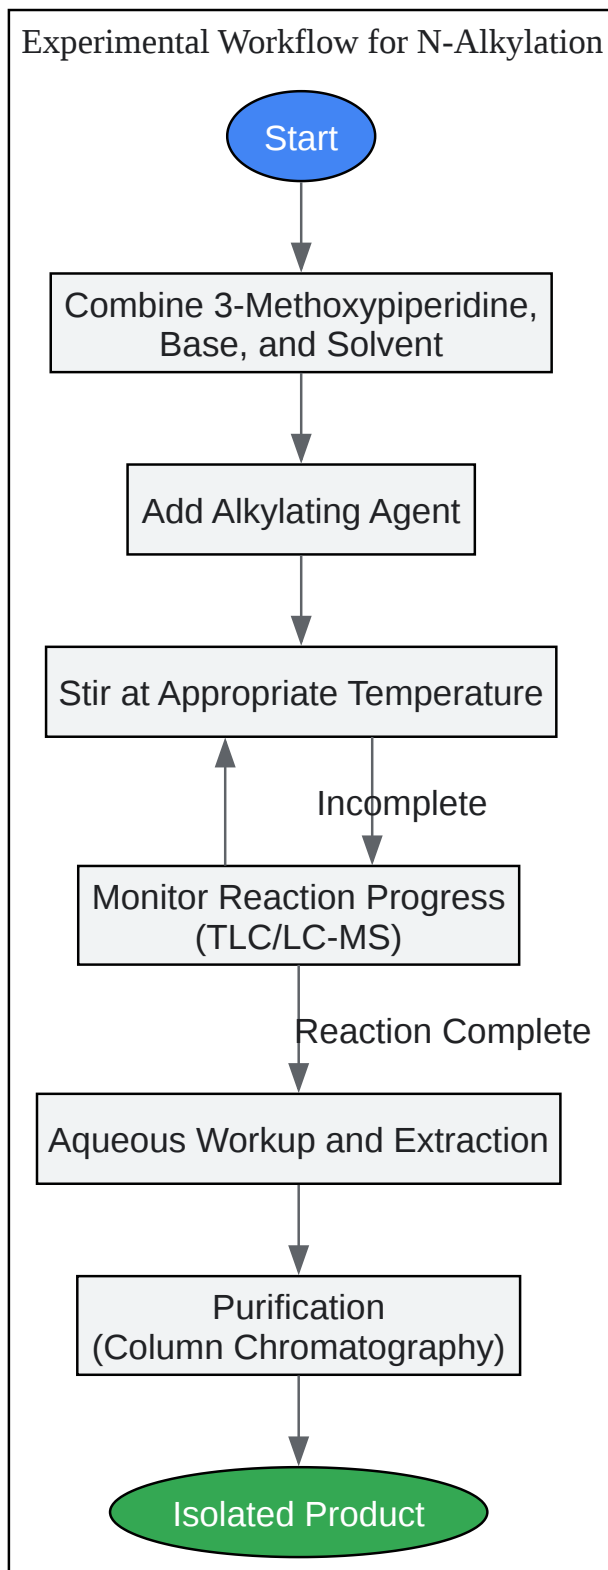 Experimental Workflow for N-Alkylation
Start
Combine 3-Methoxypiperidine,
Base, and Solvent
Add Alkylating Agent
Stir at Appropriate Temperature
Incomplete
Monitor Reaction Progress
(TLC/LC-MS)
Reaction Complete
Aqueous Workup and Extraction
Purification
(Column Chromatography)
Isolated Product